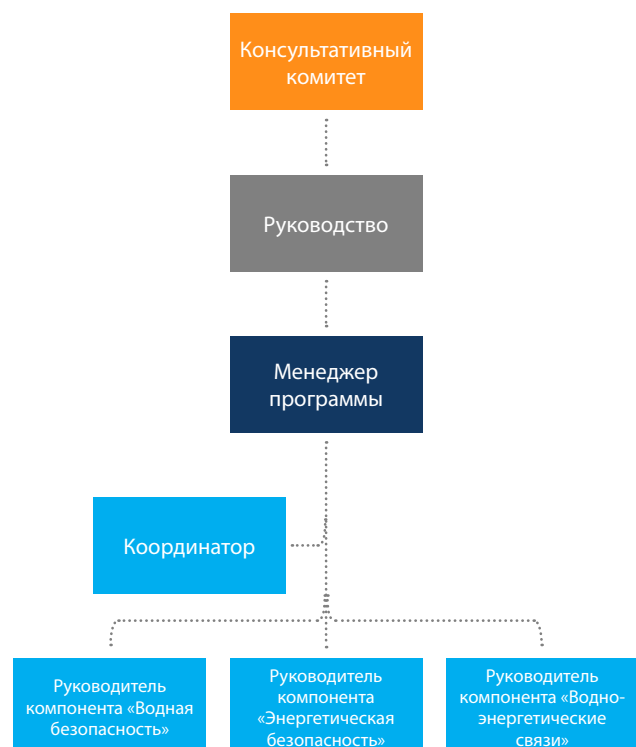 Консультативный
комитет
Руководство
Менеджер
программы
Координатор
Руководитель
компонента «Водная
безопасность»
Руководитель
компонента
«Энергетическая
безопасность»
Руководитель
компонента «Водно-
энергетические
связи»